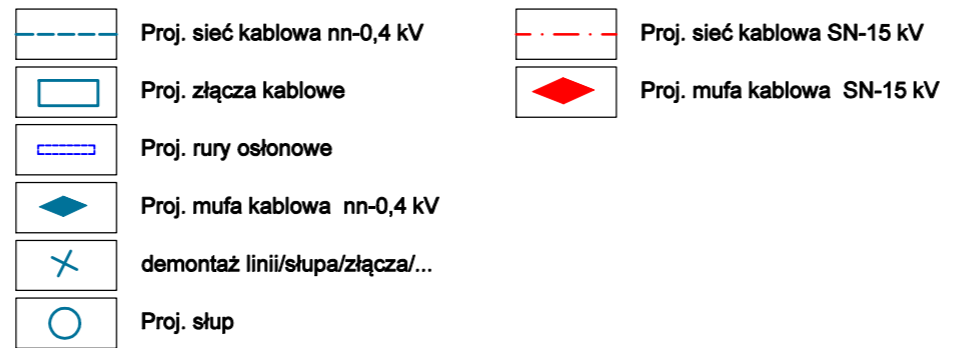 Proj. sieć kablowa nn-0,4 kV
Proj. złącza kablowe
Proj. rury osłonowe
Proj. mufa kablowa nn-0,4 kV
demontaż linii/słupa/złącza/...
Proj. słup
Proj. sieć kablowa SN-15 kV
Proj. mufa kablowa SN-15 kV